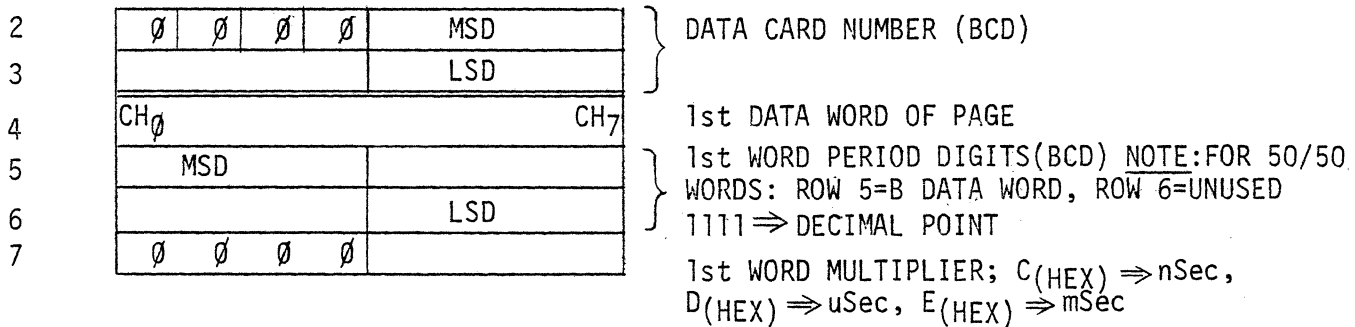 2 Ø Ø Ø Ø MSD DATA CARD NUMBER (BCD)
3 LSD
4 CHØ CH7 1st DATA WORD OF PAGE
5 MSD 1st WORD PERIOD DIGITS(BCD) NOTE:FOR 50/50
WORDS: ROW 5=B DATA WORD, ROW 6=UNUSED
6 LSD 1111⇒DECIMAL POINT
7 Ø Ø Ø Ø 1st WORD MULTIPLIER; C(HEX)⇒nSec,
D(HEX)⇒uSec, E(HEX)⇒mSec